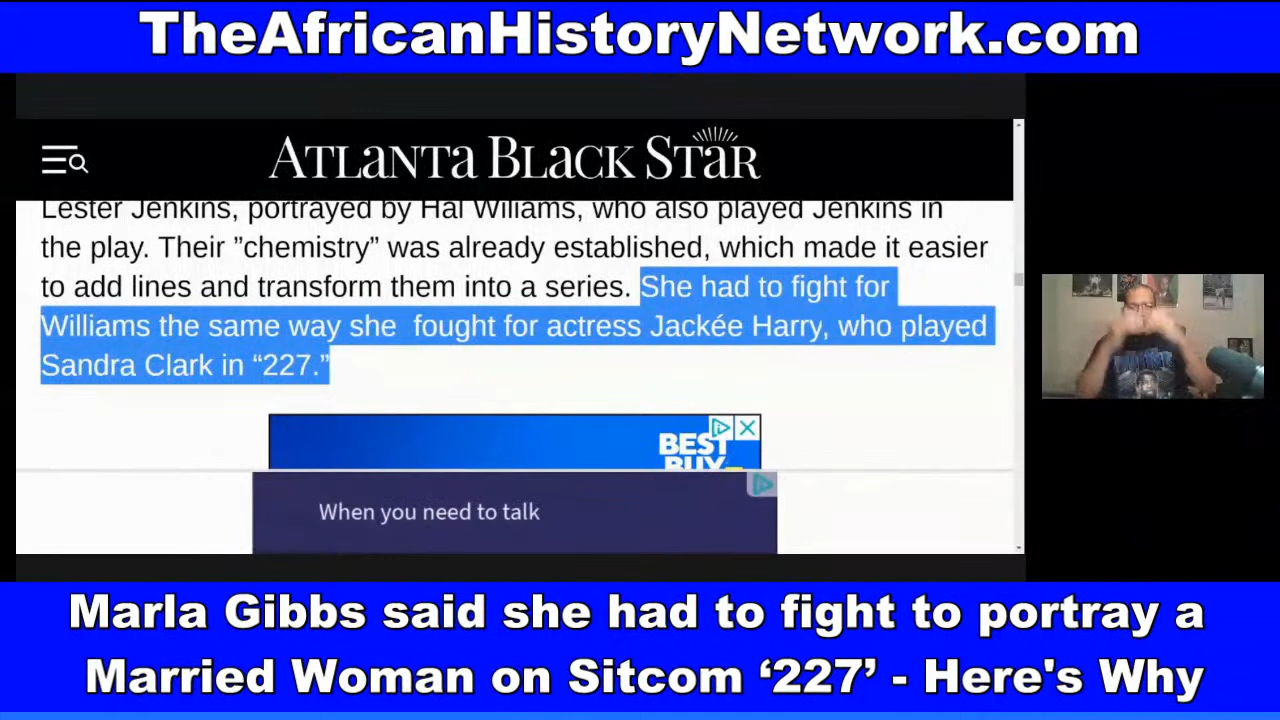 TheAfricanHistoryNetwork.com
ATLANTA BLACK STAR
Lester Jenkins, portrayed by Hal Williams, who also played Jenkins in
the play. Their ”chemistry” was already established, which made it easier
to add lines and transform them into a series. She had to fight for
Williams the same way she  fought for actress Jackée Harry, who played
Sandra Clark in “227.”
BEST
BUY
When you need to talk
Marla Gibbs said she had to fight to portray a
Married Woman on Sitcom ‘227’ - Here's Why